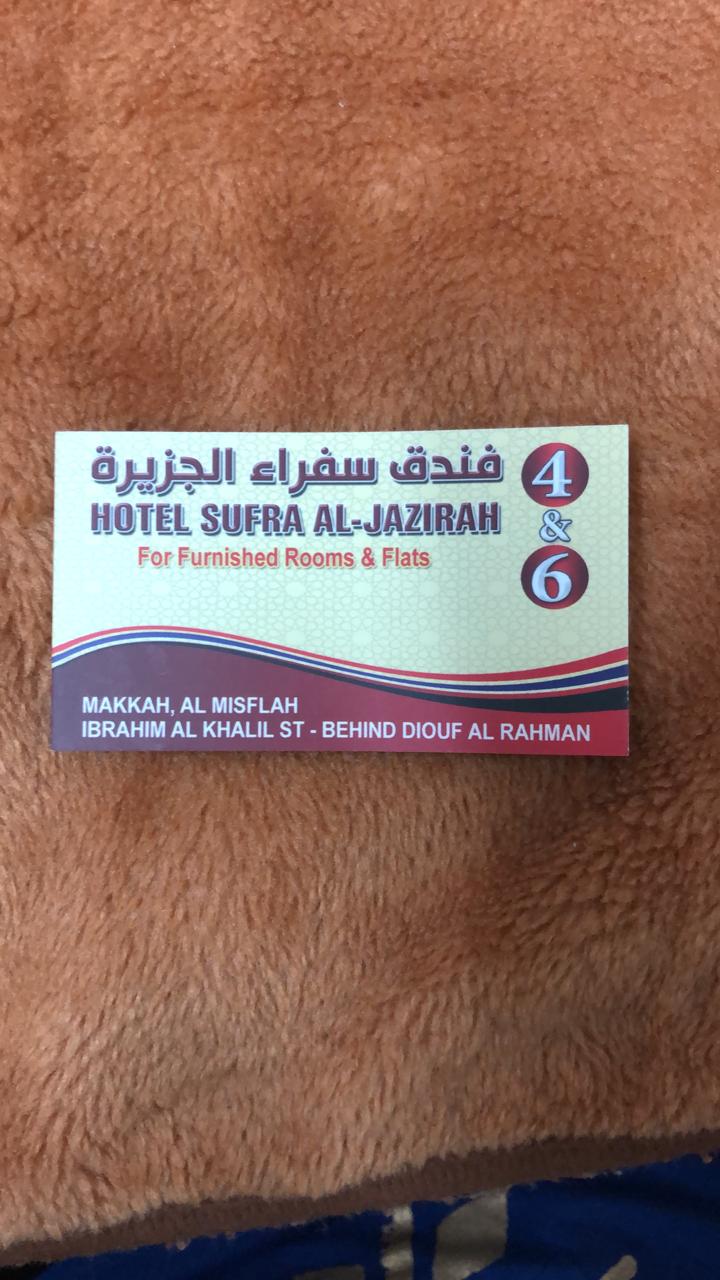 فندق سفراء الجزيرة
HOTEL SUFRA AL-JAZIRAH
For Furnished Rooms & Flats
4
&
6
MAKKAH, AL MISFLAH
IBRAHIM AL KHALIL ST - BEHIND DIOUF AL RAHMAN